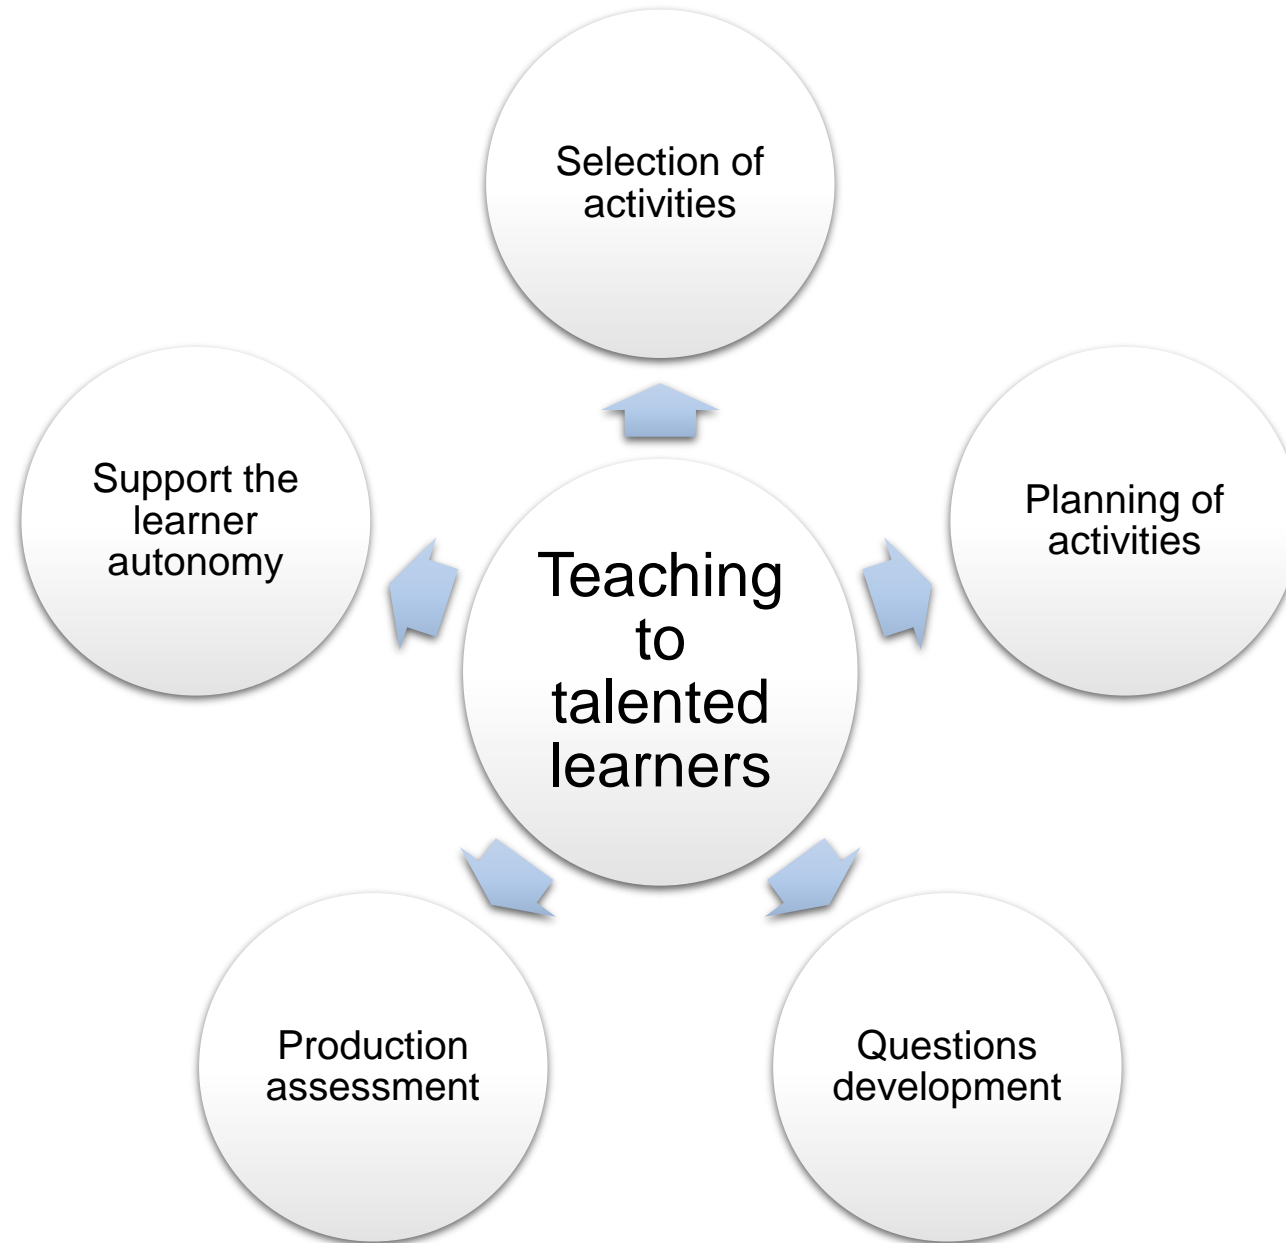 Selection of
activities
Support the
learner
autonomy
Planning of
activities
Teaching
to
talented
learners
Production
assessment
Questions
development